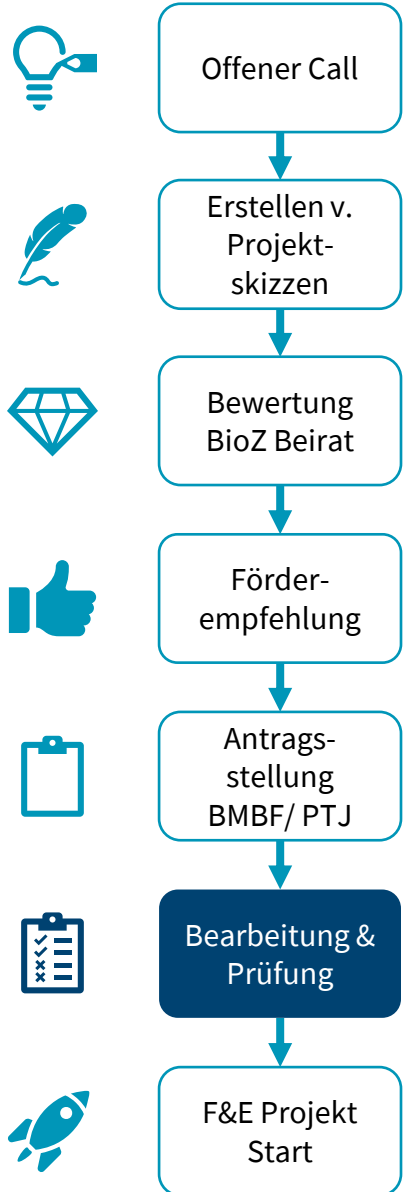 Offener Call
Erstellen v.
Projekt-
skizzen
Bewertung
BioZ Beirat
Förder-
empfehlung
Antrags-
stellung
BMBF/ PTJ
Bearbeitung &
Prüfung
F&E Projekt
Start